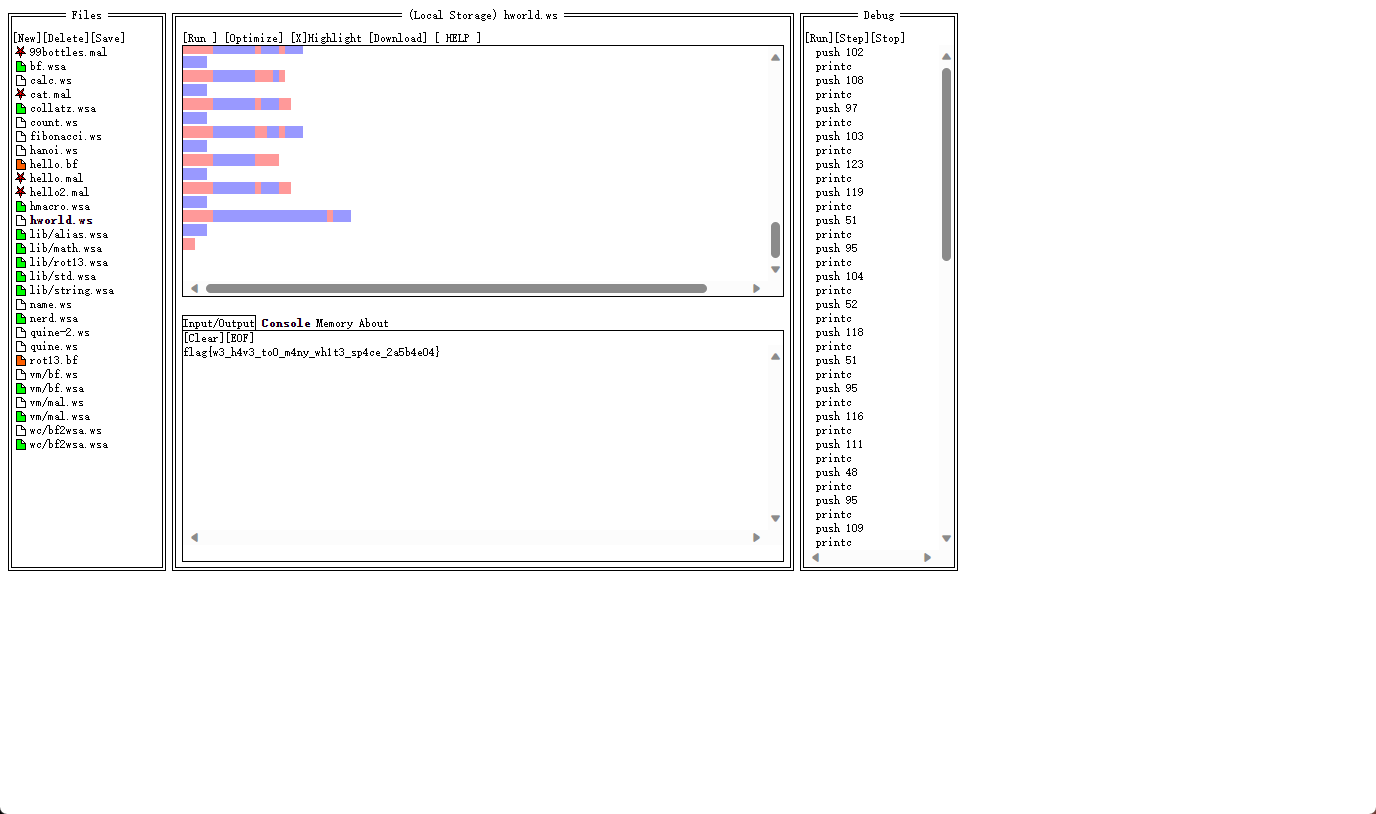 Files
[New][Delete][Save]
99bottles.mal
bf.wsa
calc.ws
cat.mal
collatz.wsa
count.ws
fibonacci.ws
hanoi.ws
hello.bf
hello.mal
hello2.mal
hmacro.wsa
hworld.ws
lib/alias.wsa
lib/math.wsa
lib/rot13.wsa
lib/std.wsa
lib/string.wsa
name.ws
nerd.wsa
quine-2.ws
quine.ws
rot13.bf
vm/bf.ws
vm/bf.wsa
vm/mal.ws
vm/mal.wsa
wc/bf2wsa.ws
wc/bf2wsa.wsa
(Local Storage) hworld.ws
[Run ] [Optimize] [X]Highlight [Download] [ HELP ]
Input/Output Console Memory About
[Clear][EOF]
flag{w3_h4v3_to0_m4ny_wh1t3_sp4ce_2a5b4e04}
Debug
[Run][Step][Stop]
push 102
printc
push 108
printc
push 97
printc
push 103
printc
push 123
printc
push 119
printc
push 51
printc
push 95
printc
push 104
printc
push 52
printc
push 118
printc
push 51
printc
push 95
printc
push 116
printc
push 111
printc
push 48
printc
push 95
printc
push 109
printc